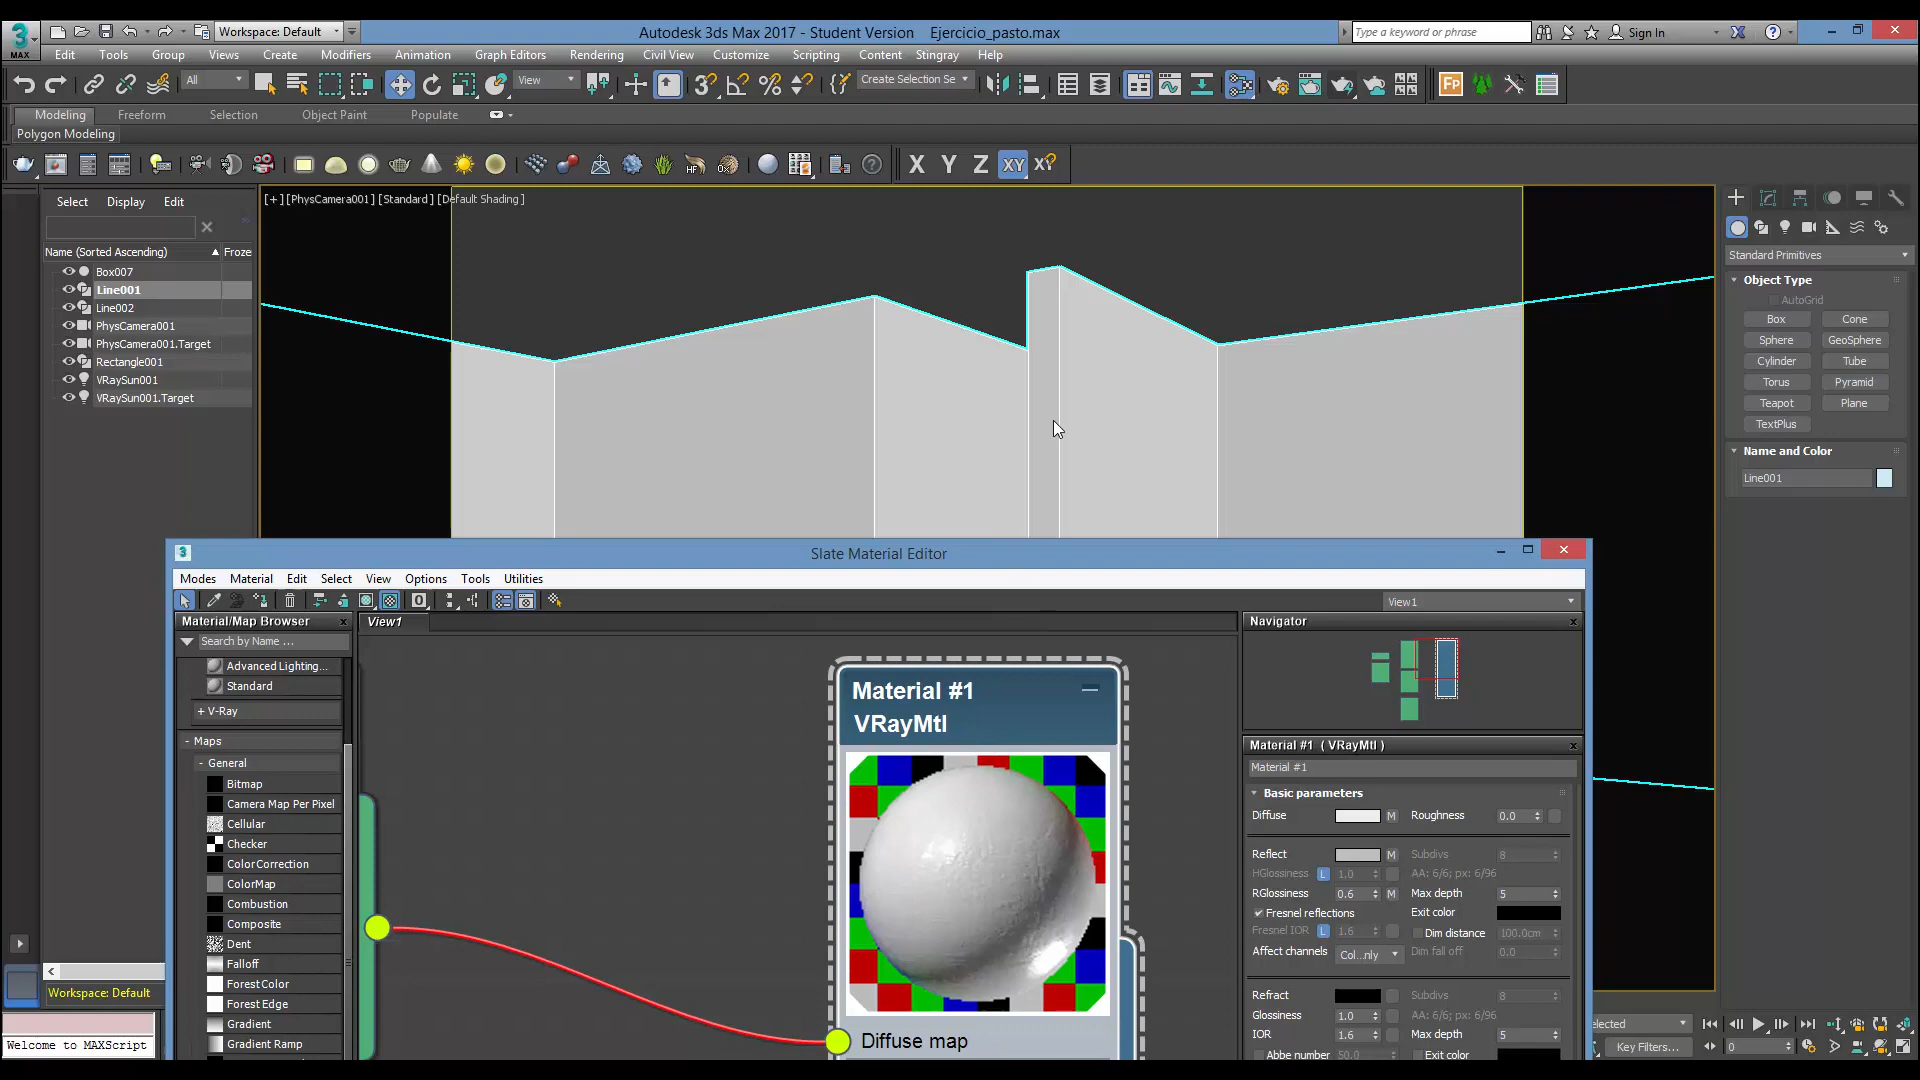 3 MAX Workspace: Default Autodesk 3ds Max 2017 - Student Version Ejercicio_pasto.max Type a keyword or phrase Sign In
Edit Tools Group Views Create Modifiers Animation Graph Editors Rendering Civil View Customize Scripting Content Stingray Help
All View Create Selection Se Fp
Modeling Freeform Selection Object Paint Populate
Polygon Modeling
X Y Z XY X
Select Display Edit
[+] [PhysCamera001] [Standard] [Default Shading]
Name (Sorted Ascending) Froze
Box007
Line001
Line002
PhysCamera001
PhysCamera001.Target
Rectangle001
VRaySun001
VRaySun001.Target
Standard Primitives
Object Type
AutoGrid
Box Cone
Sphere GeoSphere
Cylinder Tube
Torus Pyramid
Teapot Plane
TextPlus
Name and Color
Line001
Slate Material Editor
Modes Material Edit Select View Options Tools Utilities
View1
Material/Map Browser
Search by Name ...
Advanced Lighting...
Standard
+ V-Ray
- Maps
- General
Bitmap
Camera Map Per Pixel
Cellular
Checker
ColorCorrection
ColorMap
Combustion
Composite
Dent
Falloff
ForestColor
Forest Edge
Gradient
Gradient Ramp
View1
Material #1
VRayMtl
Diffuse map
Navigator
Material #1 ( VRayMtl )
Material #1
Basic parameters
Diffuse M Roughness 0.0
Reflect M Subdivs 8
HGlossiness L 1.0 AA: 6/6; px: 6/96
RGlossiness 0.6 M Max depth 5
Fresnel reflections Exit color
Fresnel IOR L 1.6 Dim distance 100.0cm
Affect channels Col...nly Dim fall off 0.0
Refract Subdivs 8
Glossiness 1.0 AA: 6/6; px: 6/96
IOR 1.6 Max depth 5
Abbe number 50.0 Exit color
Workspace: Default
Welcome to MAXScript
elected
Key Filters... 0